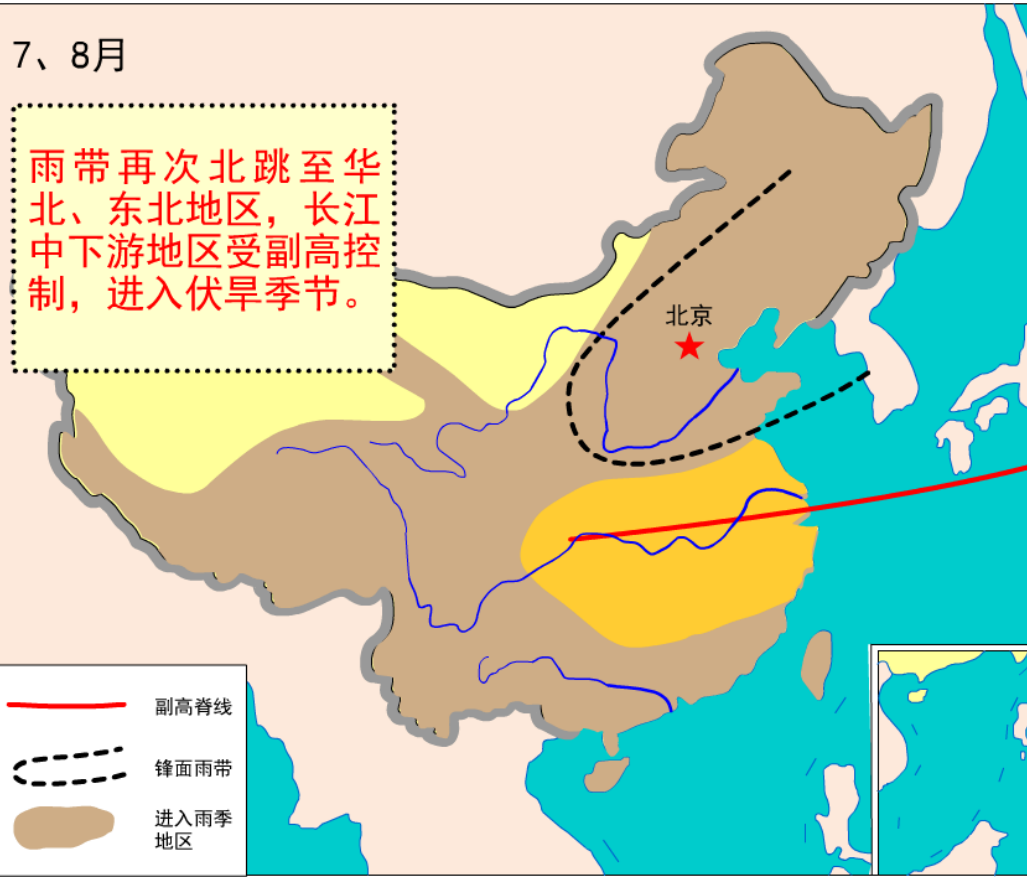 7、8月
雨带再次北跳至华
北、东北地区，长江
中下游地区受副高控
制，进入伏旱季节。
北京
副高脊线
锋面雨带
进入雨季
地区